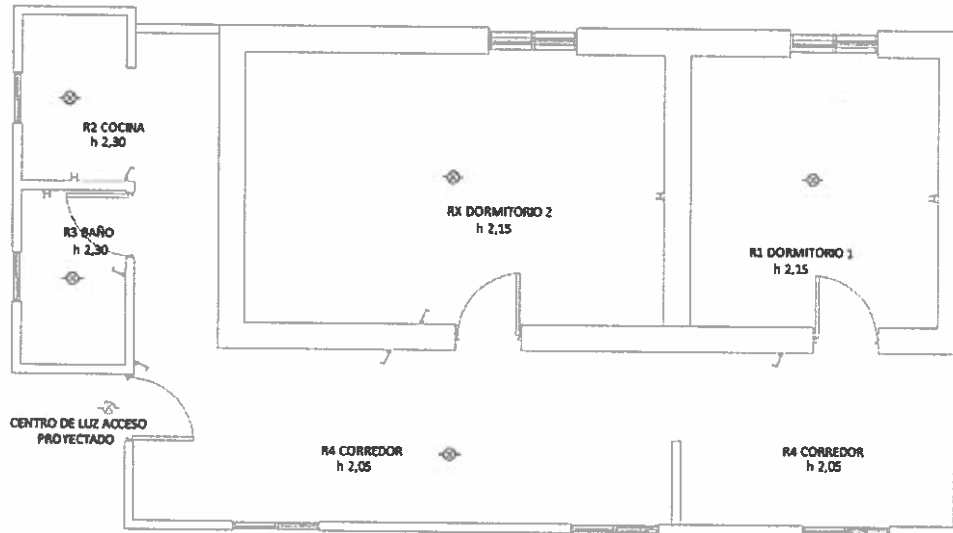 R2 COCINA
h 2,30
R3 BAÑO
h 2,30
RX DORMITORIO 2
h 2,15
R1 DORMITORIO 1
h 2,15
CENTRO DE LUZ ACCESO
PROYECTADO
R4 CORREDOR
h 2,05
R4 CORREDOR
h 2,05